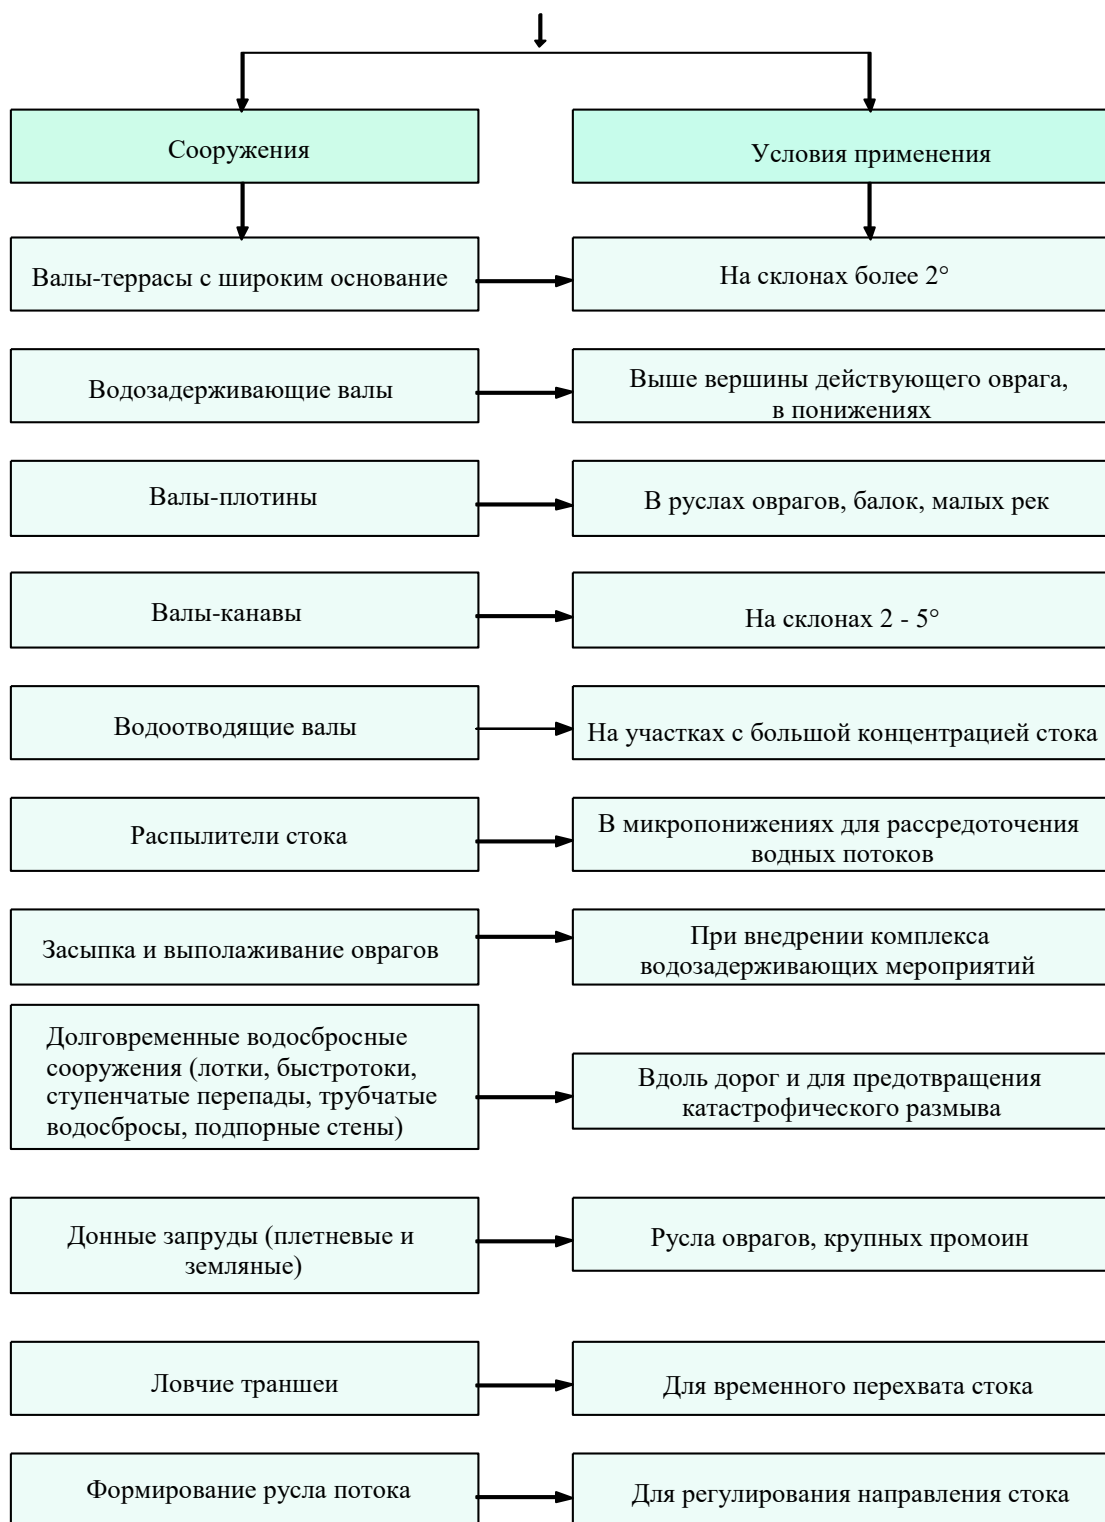 Сооружения
Условия применения
Валы-террасы с широким основание
На склонах более 2°
Водозадерживающие валы
Выше вершины действующего оврага,
в понижениях
Валы-плотины
В руслах оврагов, балок, малых рек
Валы-канавы
На склонах 2 - 5°
Водоотводящие валы
На участках с большой концентрацией стока
Распылители стока
В микропонижениях для рассредоточения
водных потоков
Засыпка и выполаживание оврагов
При внедрении комплекса
водозадерживающих мероприятий
Долговременные водосбросные
сооружения (лотки, быстротоки,
ступенчатые перепады, трубчатые
водосбросы, подпорные стены)
Вдоль дорог и для предотвращения
катастрофического размыва
Донные запруды (плетневые и
земляные)
Русла оврагов, крупных промоин
Ловчие траншеи
Для временного перехвата стока
Формирование русла потока
Для регулирования направления стока